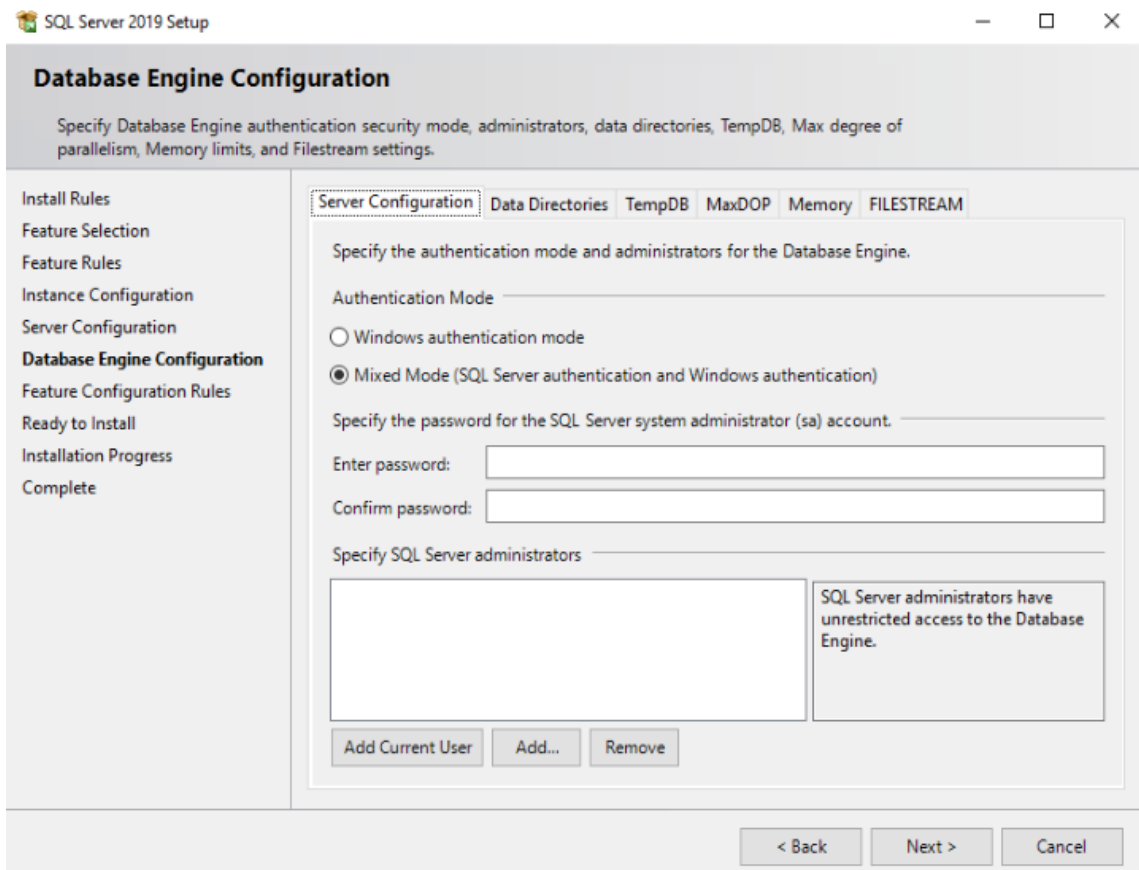 SQL Server 2019 Setup
Database Engine Configuration
Specify Database Engine authentication security mode, administrators, data directories, TempDB, Max degree of
parallelism, Memory limits, and Filestream settings.
Install Rules
Feature Selection
Feature Rules
Instance Configuration
Server Configuration
Database Engine Configuration
Feature Configuration Rules
Ready to Install
Installation Progress
Complete
Server Configuration Data Directories TempDB MaxDOP Memory FILESTREAM
Specify the authentication mode and administrators for the Database Engine.
Authentication Mode
Windows authentication mode
Mixed Mode (SQL Server authentication and Windows authentication)
Specify the password for the SQL Server system administrator (sa) account.
Enter password:
Confirm password:
Specify SQL Server administrators
SQL Server administrators have
unrestricted access to the Database
Engine.
Add Current User Add... Remove
< Back Next > Cancel